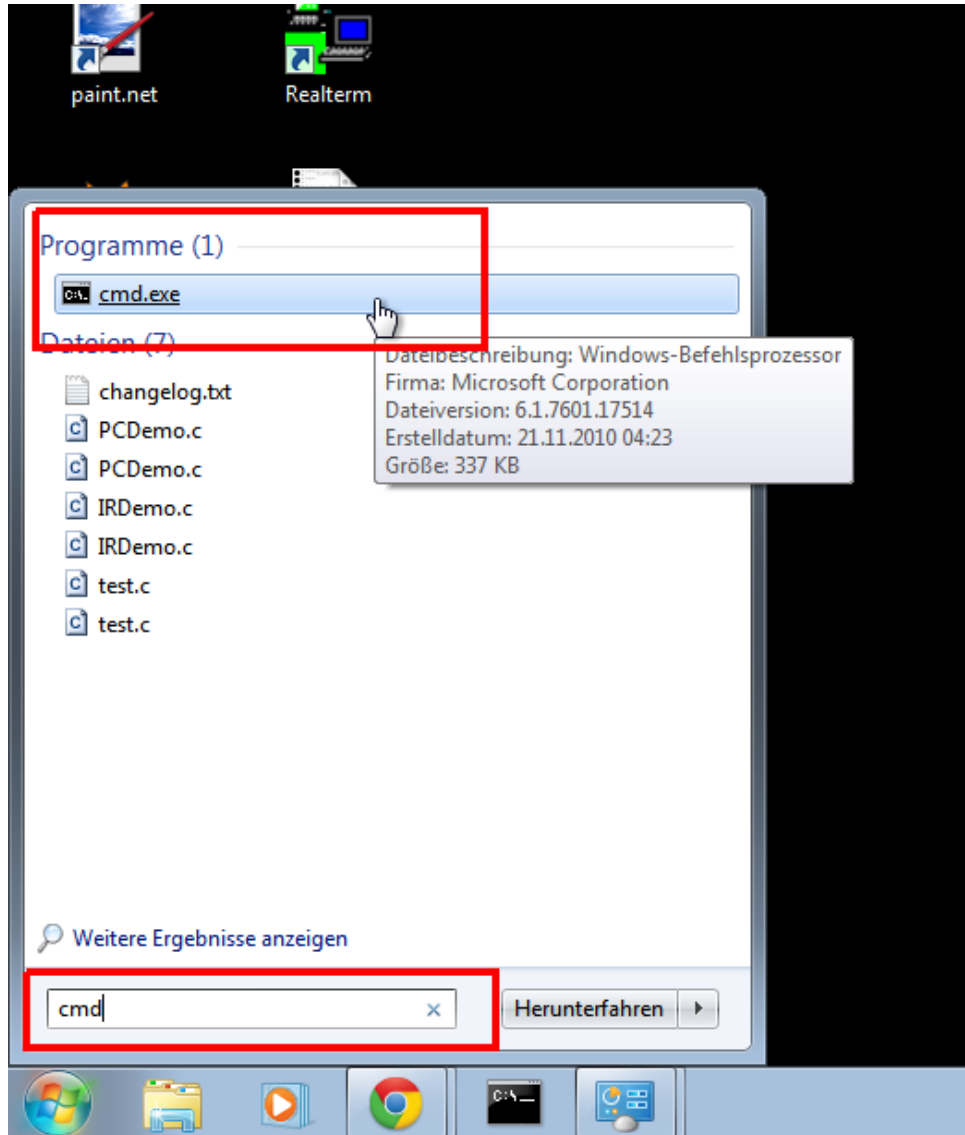 paint.net
Realterm
Programme (1)
cmd.exe
Dateien (7)
Dateibeschreibung: Windows-Befehlsprozessor
Firma: Microsoft Corporation
Dateiversion: 6.1.7601.17514
Erstelldatum: 21.11.2010 04:23
Größe: 337 KB
changelog.txt
PCDemo.c
PCDemo.c
IRDemo.c
IRDemo.c
test.c
test.c
Weitere Ergebnisse anzeigen
cmd
Herunterfahren